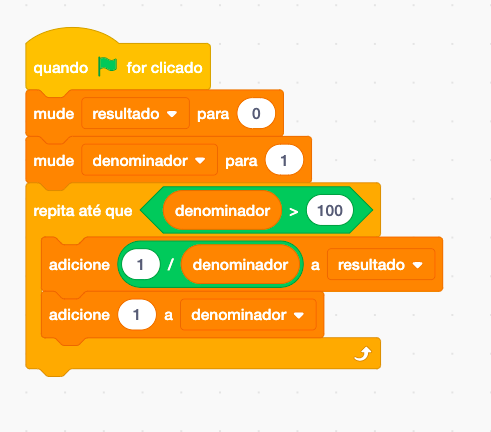 quando for clicado
mude resultado para 0
mude denominador para 1
repita até que denominador > 100
adicione 1 / denominador a resultado
adicione 1 a denominador